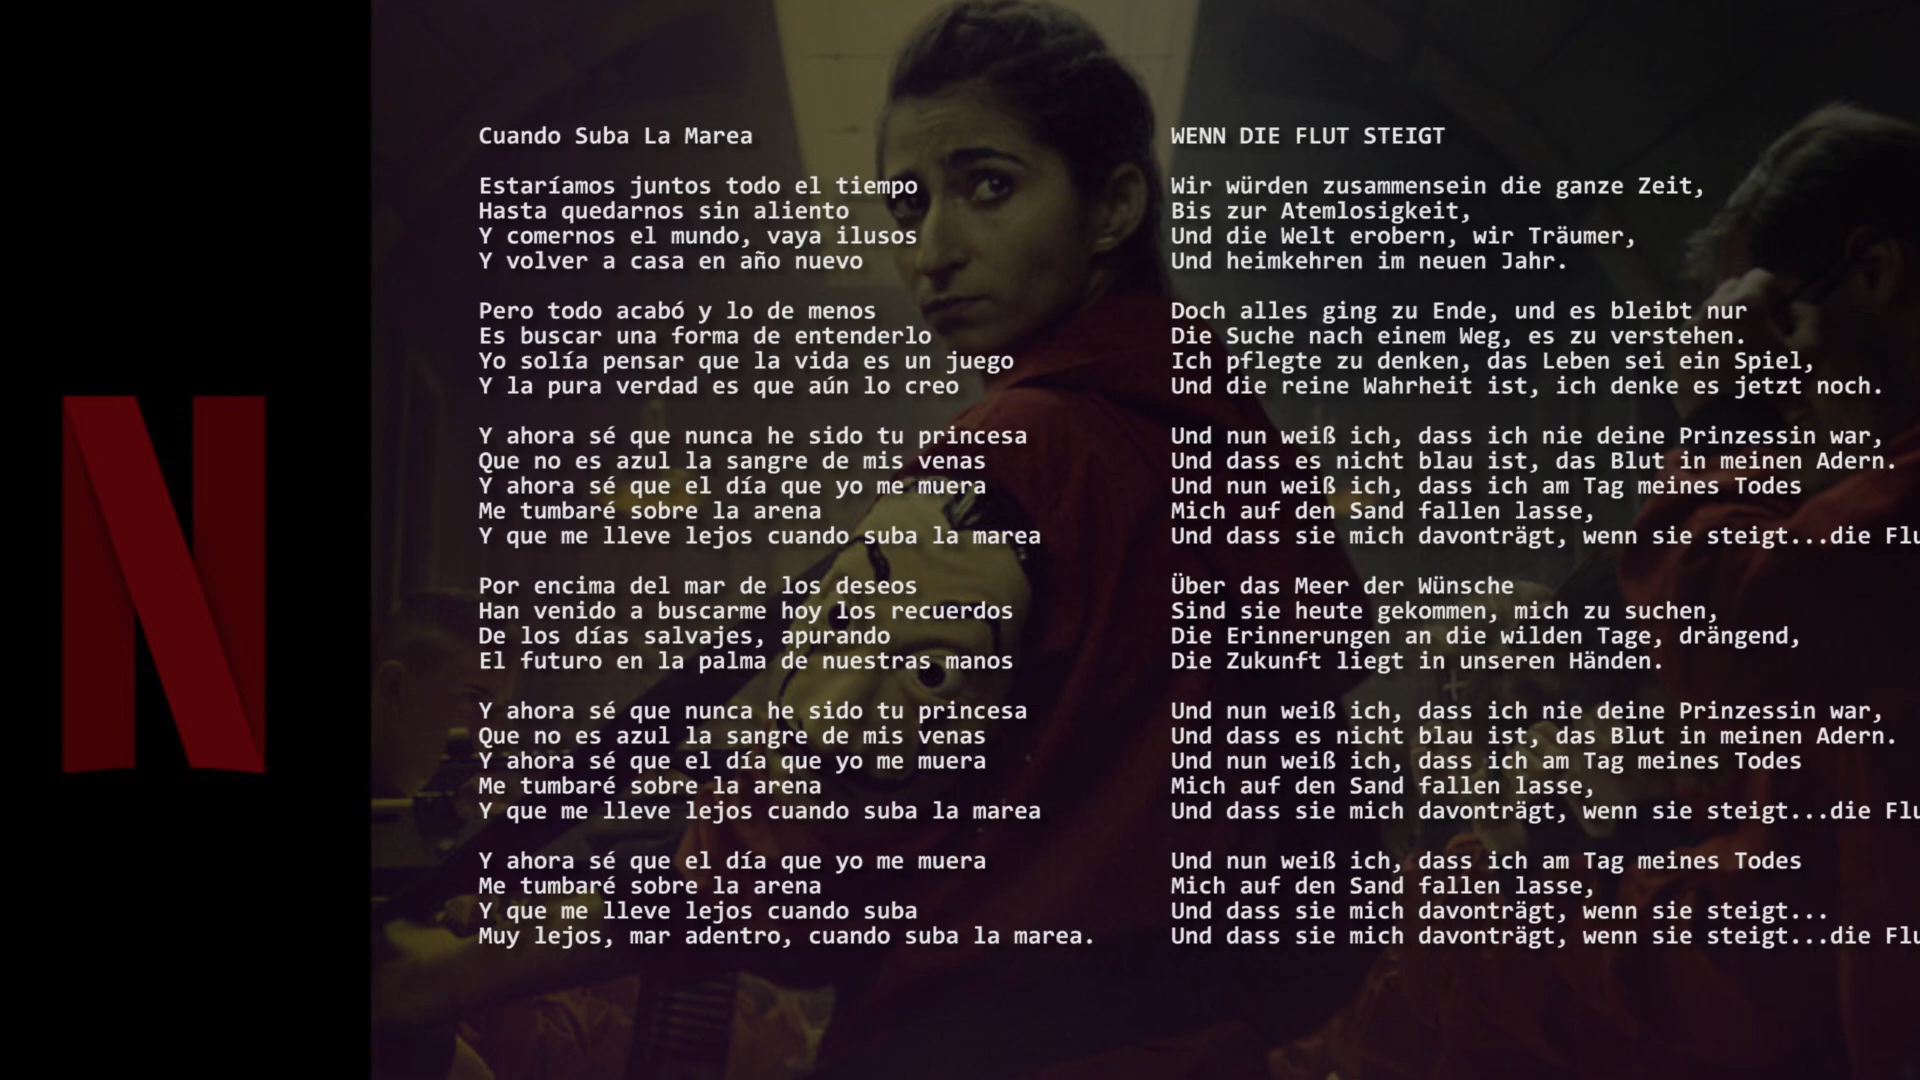 Cuando Suba La Marea
Estaríamos juntos todo el tiempo
Hasta quedarnos sin aliento
Y comernos el mundo, vaya ilusos
Y volver a casa en año nuevo
Pero todo acabó y lo de menos
Es buscar una forma de entenderlo
Yo solía pensar que la vida es un juego
Y la pura verdad es que aún lo creo
Y ahora sé que nunca he sido tu princesa
Que no es azul la sangre de mis venas
Y ahora sé que el día que yo me muera
Me tumbaré sobre la arena
Y que me lleve lejos cuando suba la marea
Por encima del mar de los deseos
Han venido a buscarme hoy los recuerdos
De los días salvajes, apurando
El futuro en la palma de nuestras manos
Y ahora sé que nunca he sido tu princesa
Que no es azul la sangre de mis venas
Y ahora sé que el día que yo me muera
Me tumbaré sobre la arena
Y que me lleve lejos cuando suba la marea
Y ahora sé que el día que yo me muera
Me tumbaré sobre la arena
Y que me lleve lejos cuando suba
Muy lejos, mar adentro, cuando suba la marea.
WENN DIE FLUT STEIGT
Wir würden zusammensein die ganze Zeit,
Bis zur Atemlosigkeit,
Und die Welt erobern, wir Träumer,
Und heimkehren im neuen Jahr.
Doch alles ging zu Ende, und es bleibt nur
Die Suche nach einem Weg, es zu verstehen.
Ich pflegte zu denken, das Leben sei ein Spiel,
Und die reine Wahrheit ist, ich denke es jetzt noch.
Und nun weiß ich, dass ich nie deine Prinzessin war,
Und dass es nicht blau ist, das Blut in meinen Adern.
Und nun weiß ich, dass ich am Tag meines Todes
Mich auf den Sand fallen lasse,
Und dass sie mich davonträgt, wenn sie steigt...die Flu
Über das Meer der Wünsche
Sind sie heute gekommen, mich zu suchen,
Die Erinnerungen an die wilden Tage, drängend,
Die Zukunft liegt in unseren Händen.
Und nun weiß ich, dass ich nie deine Prinzessin war,
Und dass es nicht blau ist, das Blut in meinen Adern.
Und nun weiß ich, dass ich am Tag meines Todes
Mich auf den Sand fallen lasse,
Und dass sie mich davonträgt, wenn sie steigt...die Flu
Und nun weiß ich, dass ich am Tag meines Todes
Mich auf den Sand fallen lasse,
Und dass sie mich davonträgt, wenn sie steigt...
Und dass sie mich davonträgt, wenn sie steigt...die Flu
N